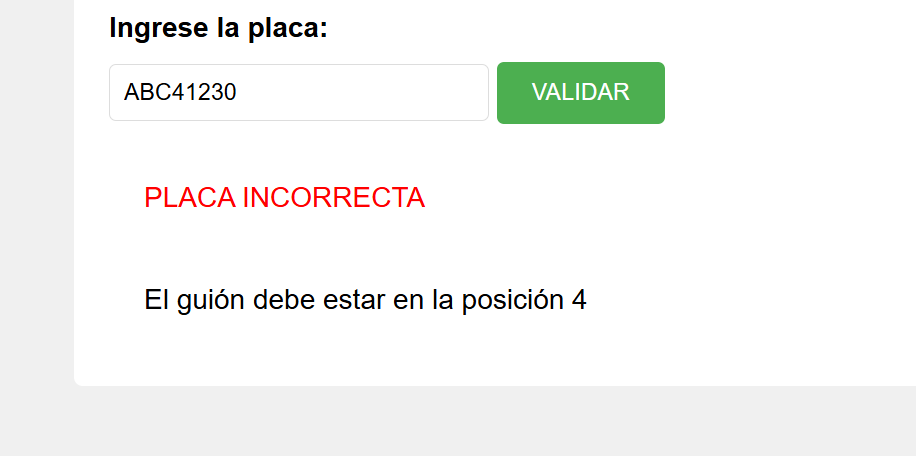 Ingrese la placa:
ABC41230
VALIDAR
PLACA INCORRECTA
El guión debe estar en la posición 4